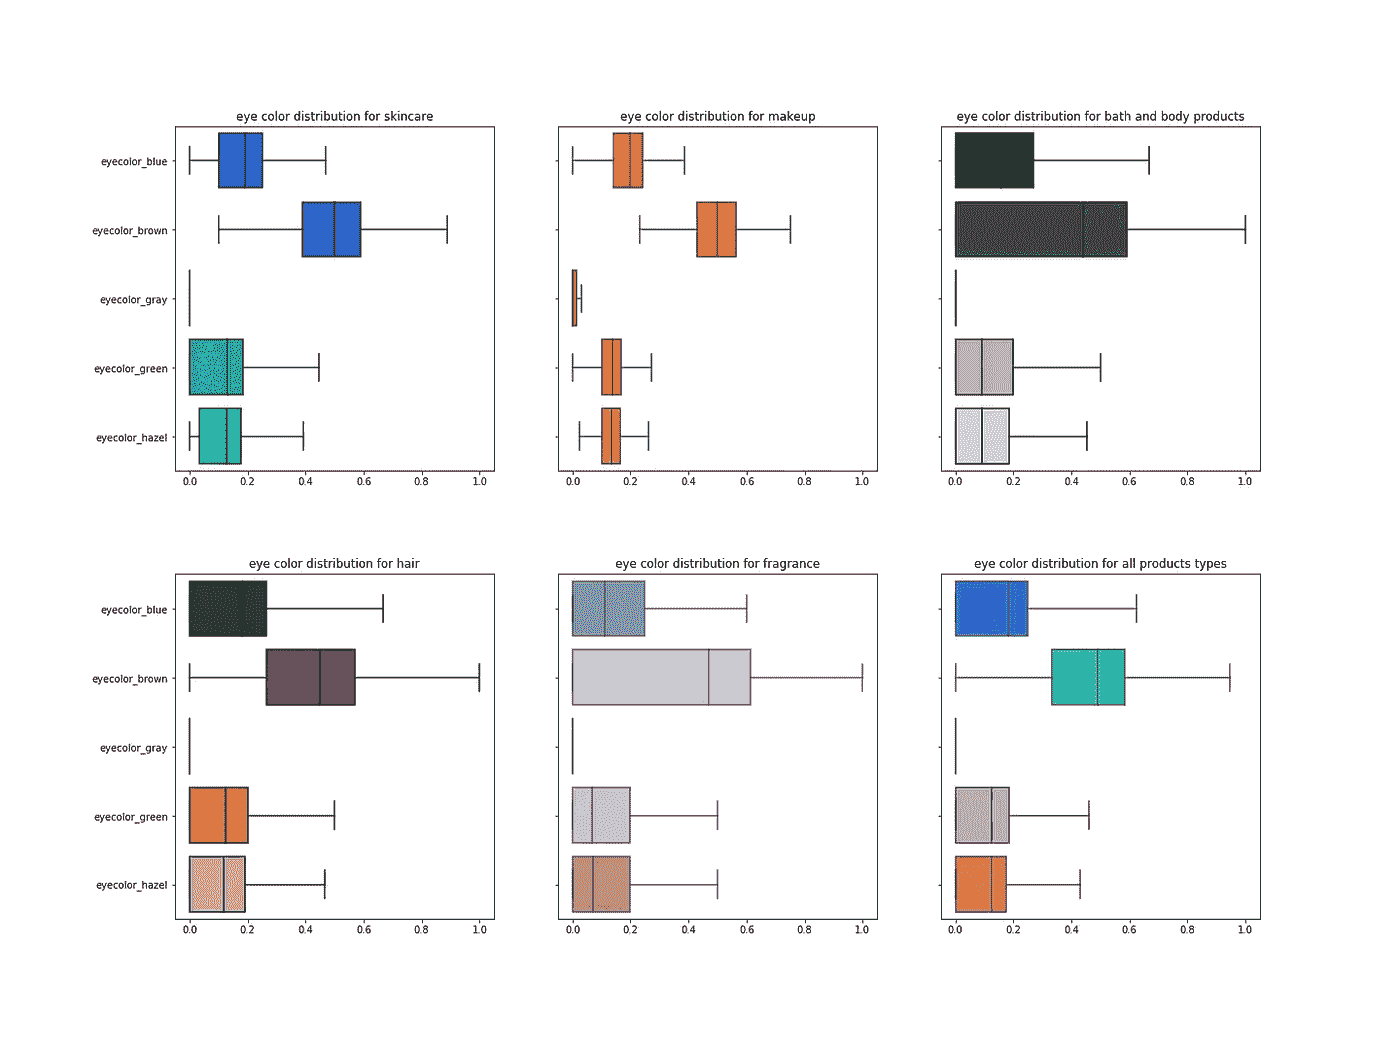 eye color distribution for skincare
eye color distribution for makeup
eye color distribution for bath and body products
eyecolor_blue
eyecolor_brown
eyecolor_gray
eyecolor_green
eyecolor_hazel
0.0 0.2 0.4 0.6 0.8 1.0
0.0 0.2 0.4 0.6 0.8 1.0
0.0 0.2 0.4 0.6 0.8 1.0
eye color distribution for hair
eye color distribution for fragrance
eye color distribution for all products types
eyecolor_blue
eyecolor_brown
eyecolor_gray
eyecolor_green
eyecolor_hazel
0.0 0.2 0.4 0.6 0.8 1.0
0.0 0.2 0.4 0.6 0.8 1.0
0.0 0.2 0.4 0.6 0.8 1.0